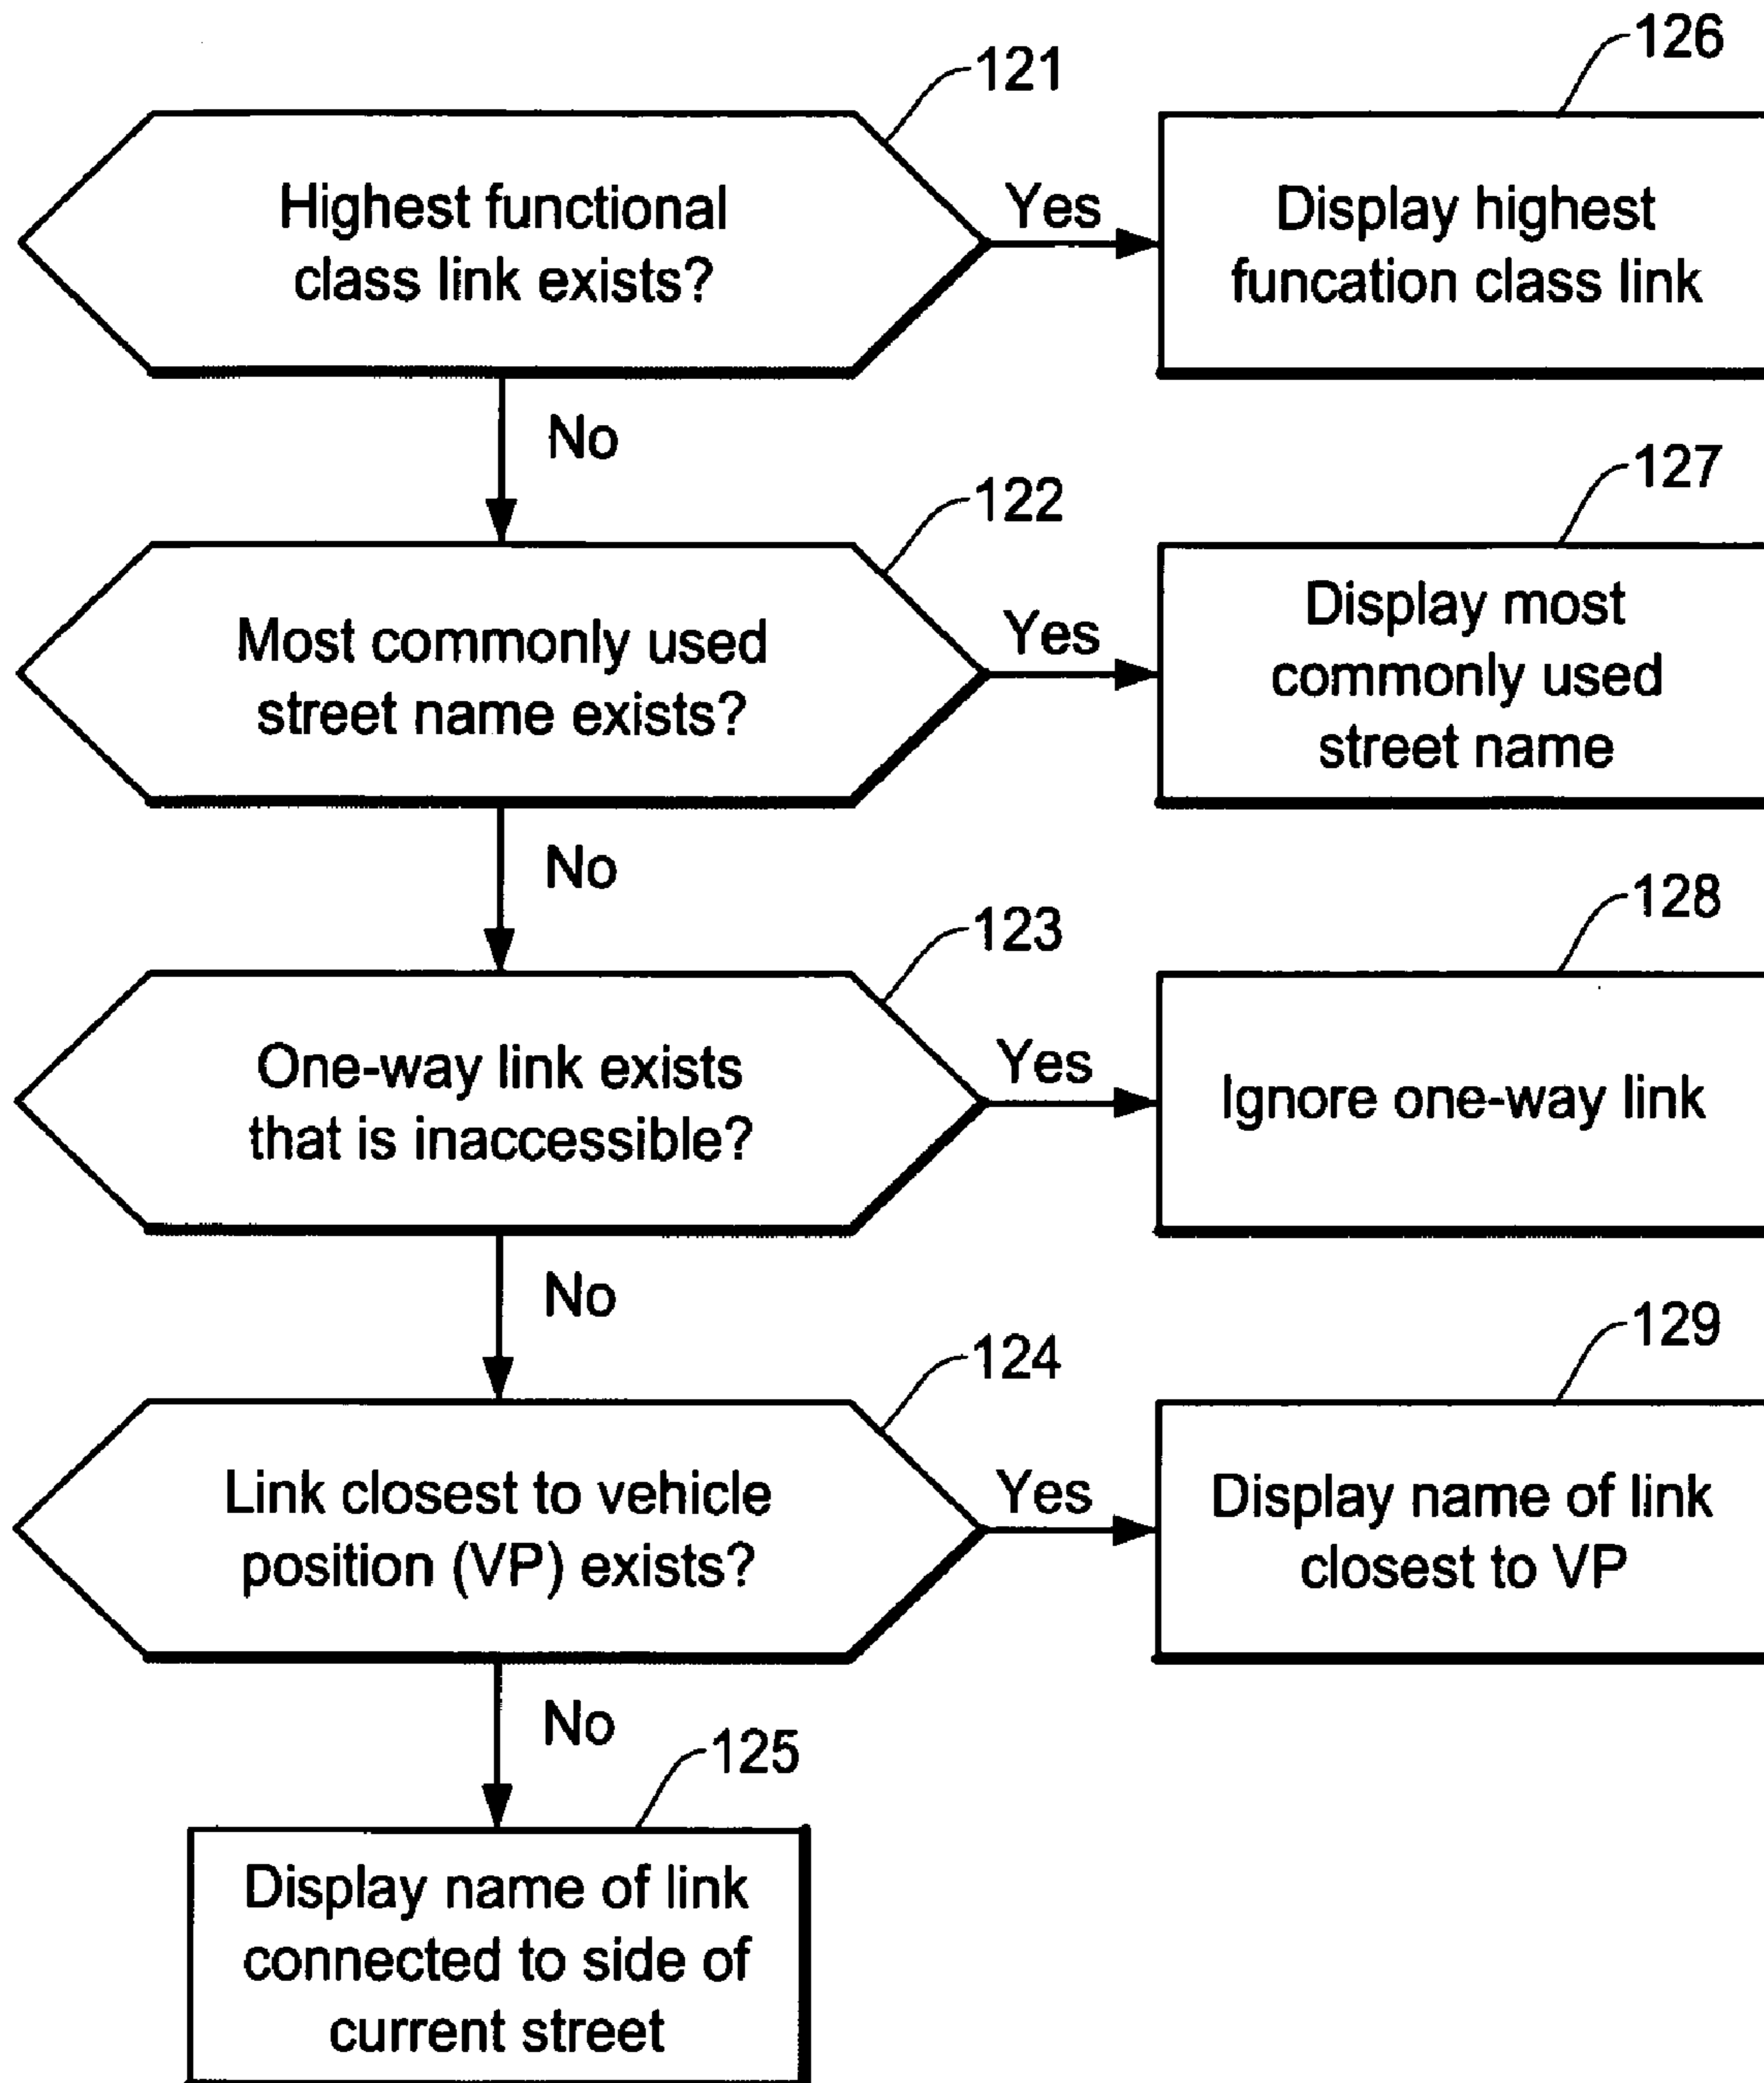 121
126
Highest functional
class link exists?
Yes
Display highest
funcation class link
No
122
127
Most commonly used
street name exists?
Yes
Display most
commonly used
street name
No
123
128
One-way link exists
that is inaccessible?
Yes
Ignore one-way link
No
124
129
Link closest to vehicle
position (VP) exists?
Yes
Display name of link
closest to VP
No
125
Display name of link
connected to side of
current street